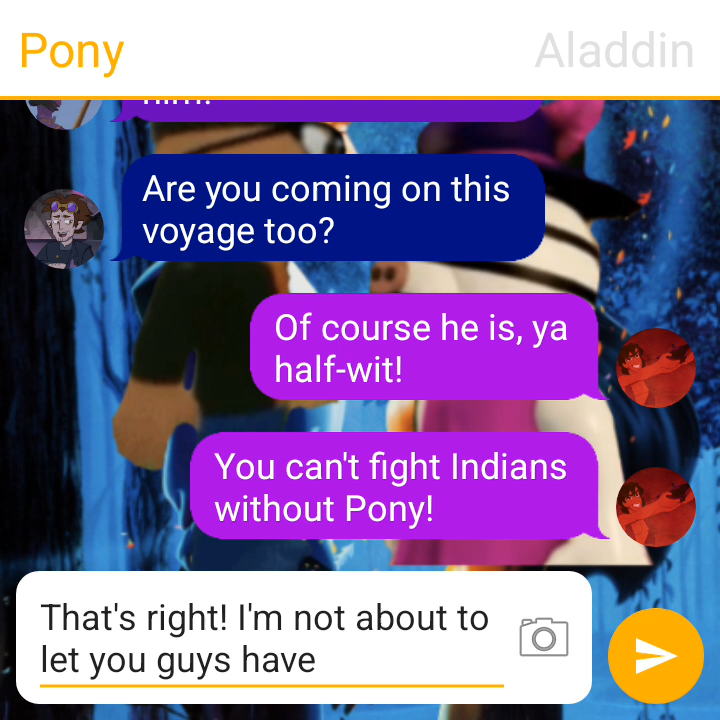 Pony
Aladdin
Are you coming on this
voyage too?
Of course he is, ya
half-wit!
You can't fight Indians
without Pony!
That's right! I'm not about to
let you guys have